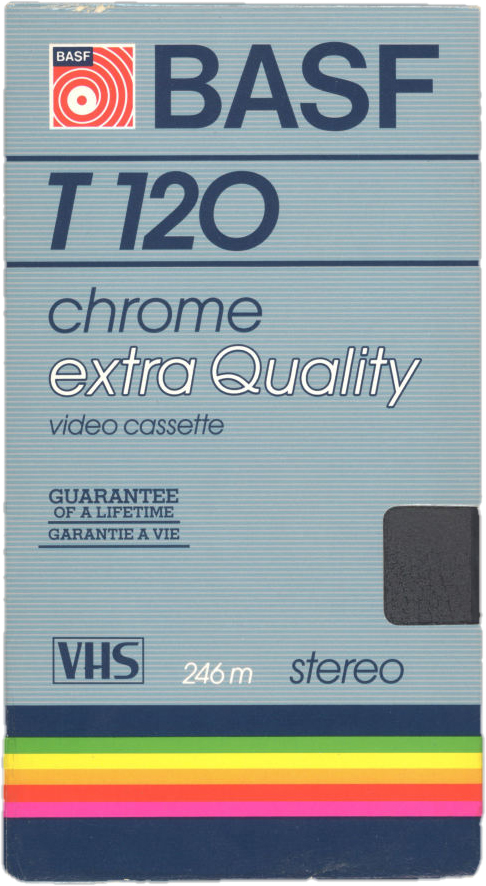 BASF
BASF
T 120
chrome
extra Quality
video cassette
GUARANTEE
OF A LIFETIME
GARANTIE A VIE
VHS
246 m
stereo